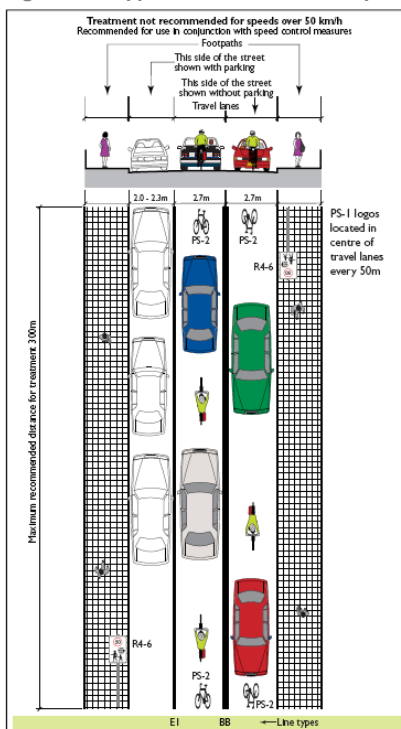 Treatment not recommended for speeds over 50 km/h
Recommended for use in conjunction with speed control measures
Footpaths
This side of the street
shown with parking
This side of the street
shown without parking
Travel lanes
2.0 - 2.3m
2.7m
2.7m
PS-2
PS-2
R4-6
PS-1 logos
located in
centre of
travel lanes
every 50m
Maximum recommended distance for treatment 300m
R4-6
50
PS-2
PS-2
E1
BB
Line types